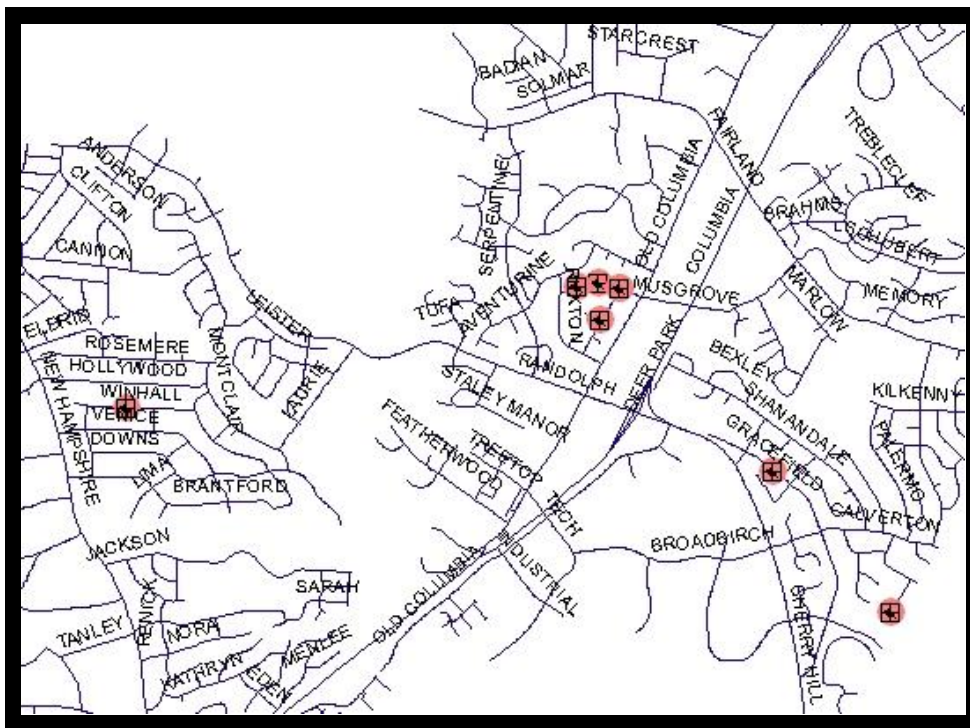 STARCREST
BADIAN
SOLMAR
FAIRLAND
TREBLECLEF
ANDERSON
CLIFTON
OLD COLUMBIA
SERPENTINE
COLUMBIA
BRAHMS
SCHUBERT
CANNON
AVENTURINE
MUSGROVE
MARLOW
MEMORY
TUFA
LEISTER
ELDRID
ROSEMERE
MONTCLAIR
HOLLYWOOD
RANDOLPH
DEER PARK
BEXLEY
NEW HAMPSHIRE
WINHALL
LAURIE
STALEY MANOR
SHANANDALE
KILKENNY
VENICE
DOWNS
FEATHERWOOD
TREETOP
GRACEFIELD
PALERMO
LIMA
BRANTFORD
TECH
CALVERTON
JACKSON
INDUSTRIAL
BROADBIRCH
RENICK
SARAH
OLD COLUMBIA
CHERRY HILL
TANLEY
NORA
MENLEE
KATHRYN
EDEN